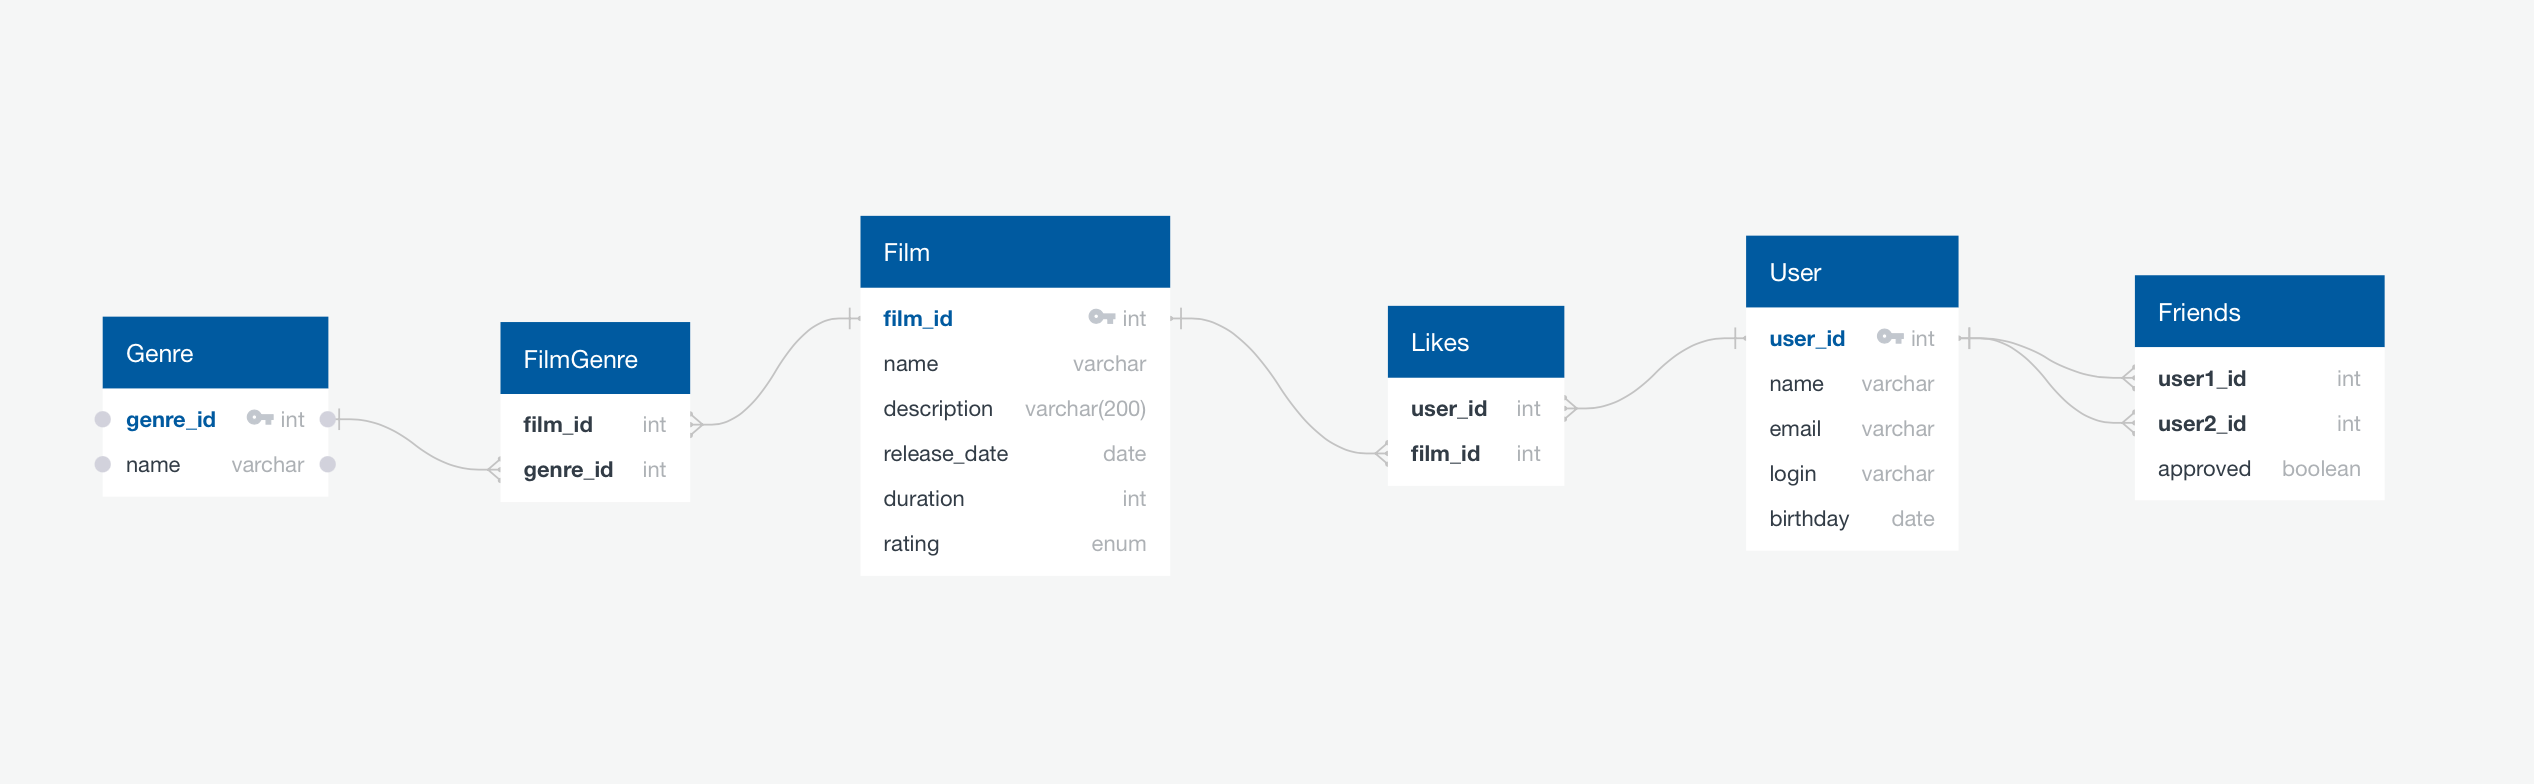 Genre
genre_id int
name varchar
FilmGenre
film_id int
genre_id int
Film
film_id int
name varchar
description varchar(200)
release_date date
duration int
rating enum
Likes
user_id int
film_id int
User
user_id int
name varchar
email varchar
login varchar
birthday date
Friends
user1_id int
user2_id int
approved boolean